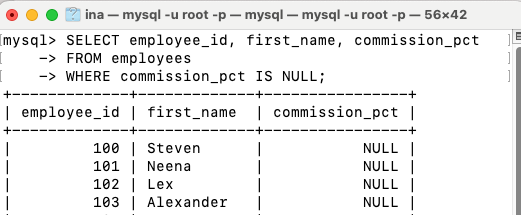 ina — mysql -u root -p — mysql — mysql -u root -p — 56×42
[mysql> SELECT employee_id, first_name, commission_pct ]
[    -> FROM employees ]
[    -> WHERE commission_pct IS NULL; ]
+-------------+-------------+----------------+
| employee_id | first_name  | commission_pct |
+-------------+-------------+----------------+
|         100 | Steven      |           NULL |
|         101 | Neena       |           NULL |
|         102 | Lex         |           NULL |
|         103 | Alexander   |           NULL |